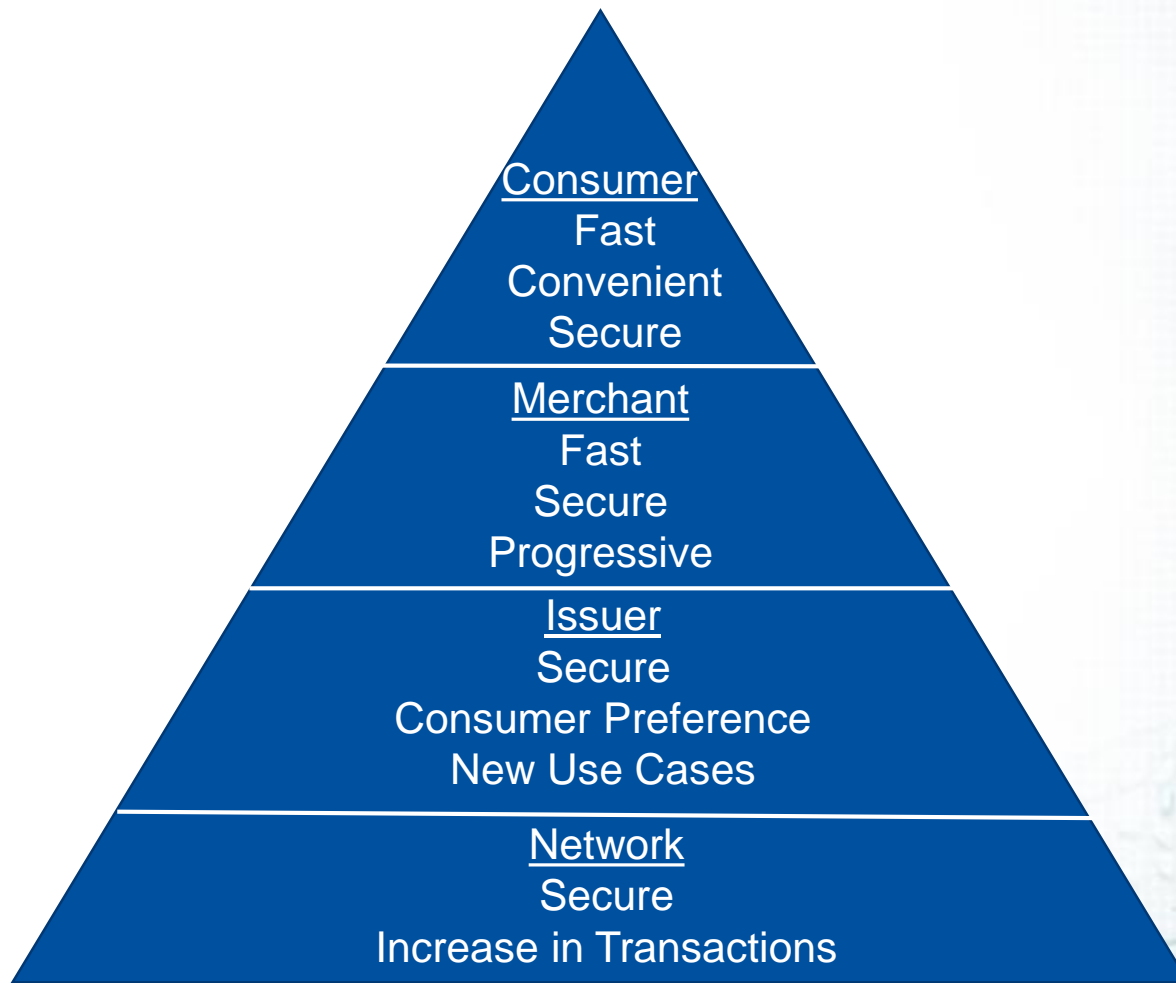 Consumer
Fast
Convenient
Secure
Merchant
Fast
Secure
Progressive
Issuer
Secure
Consumer Preference
New Use Cases
Network
Secure
Increase in Transactions